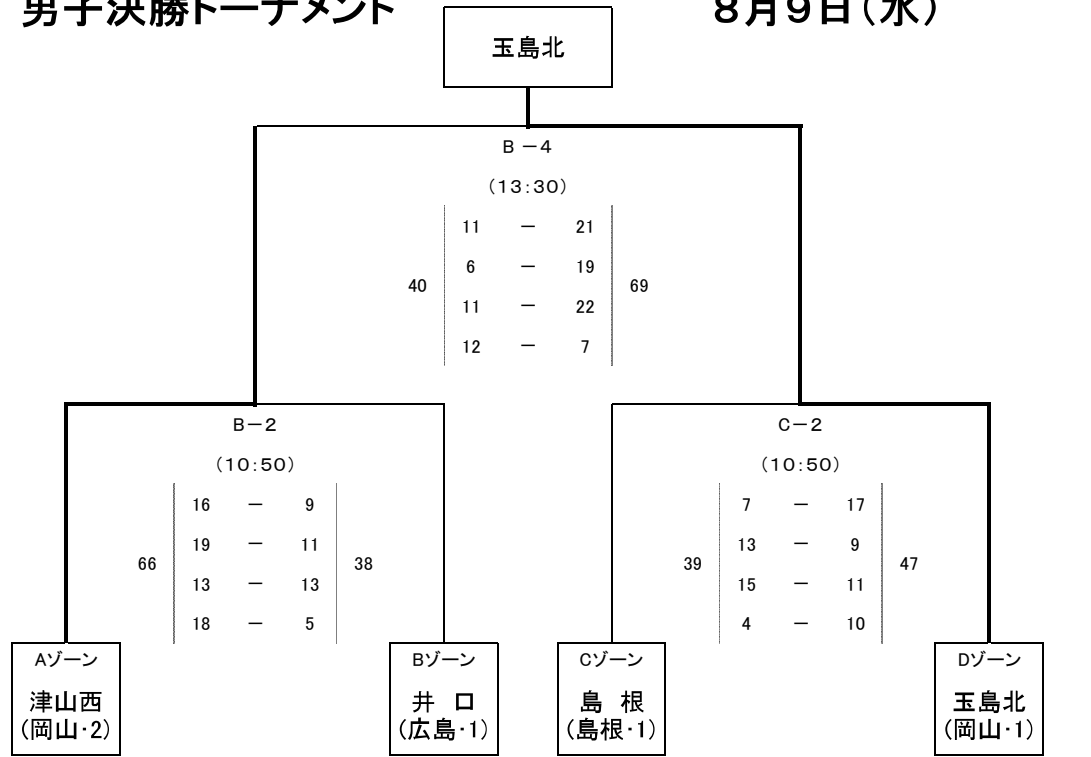 男子決勝トーナメント ８月９日（水）
玉島北
B－4
（13：30）
11 － 21
6 － 19
40 69
11 － 22
12 － 7
B－2 C－2
（10：50） （10：50）
16 － 9 7 － 17
19 － 11 13 － 9
66 38 39 47
13 － 13 15 － 11
18 － 5 4 － 10
Aゾーン Bゾーン Cゾーン Dゾーン
津山西 井　口 島　根 玉島北
（岡山・2） （広島・1） （島根・1） （岡山・1）